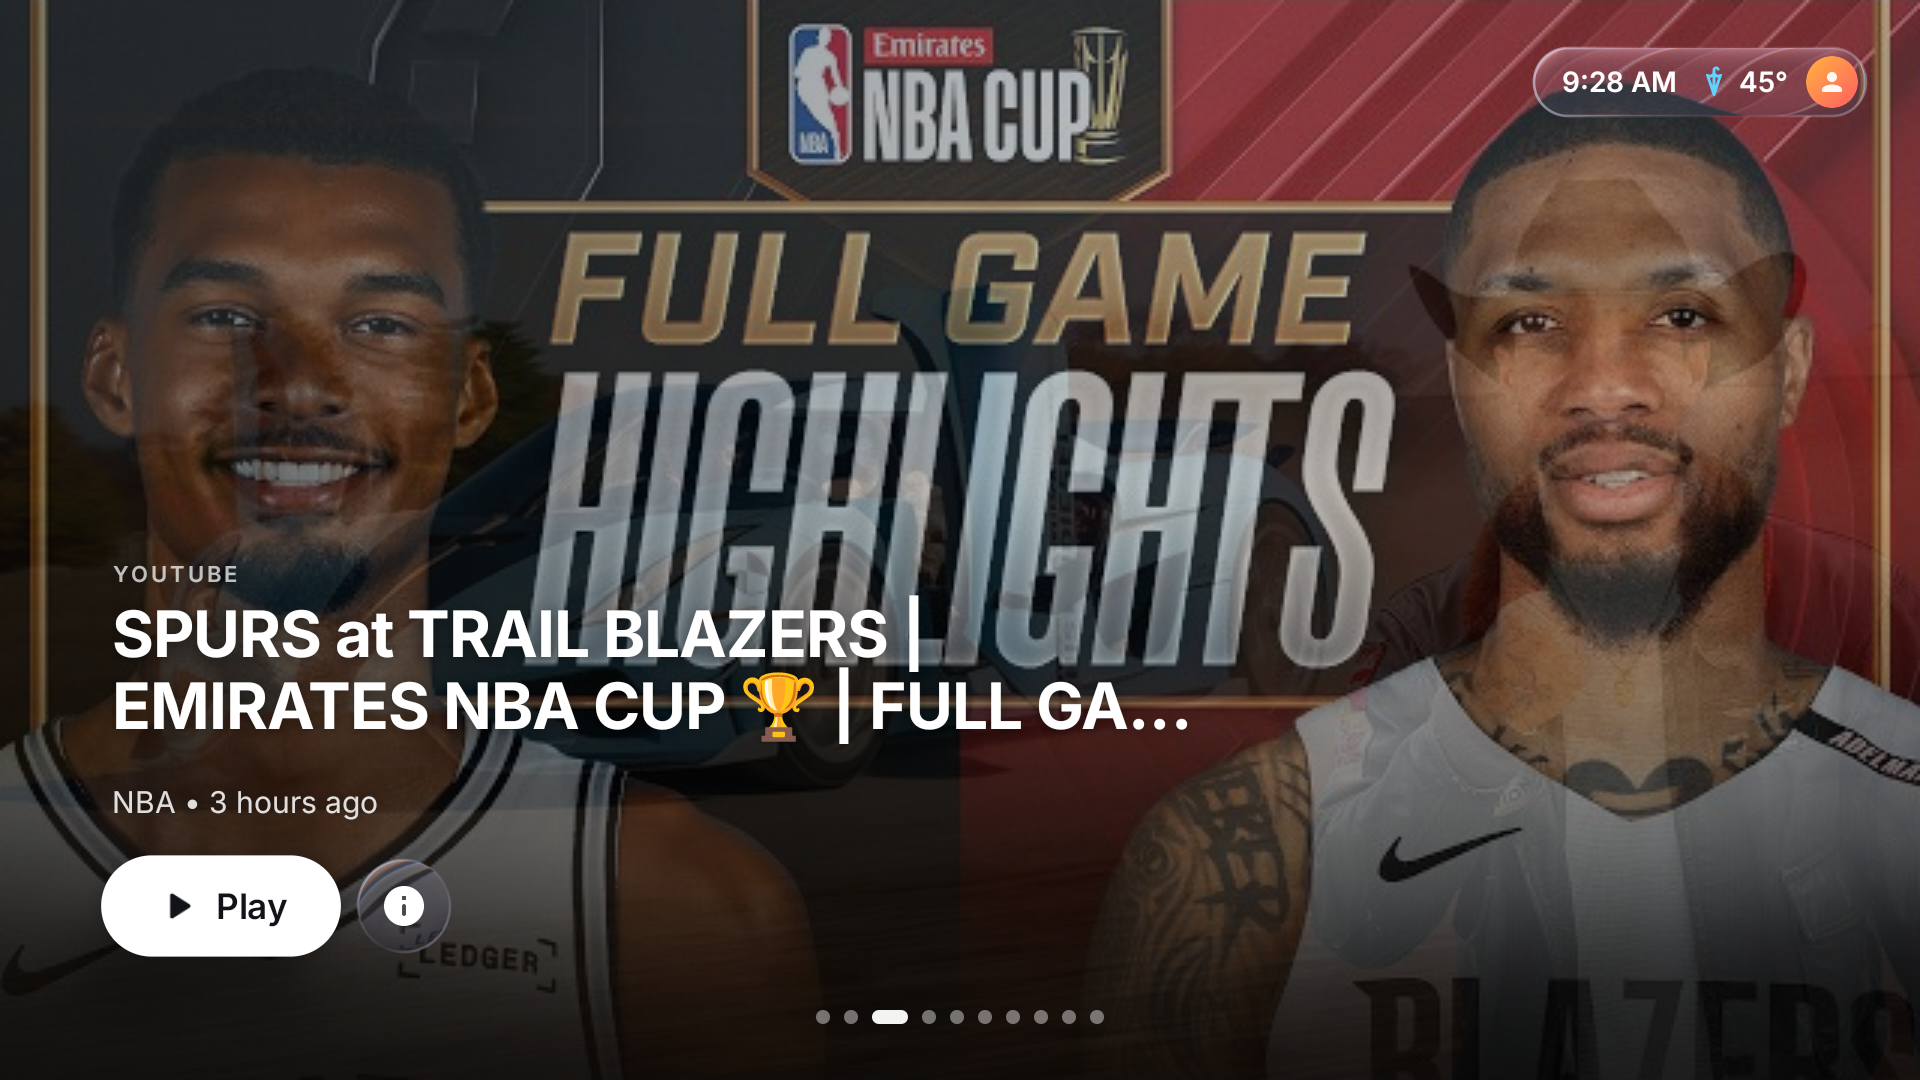 Emirates
NBA CUP
NBA
9:28 AM 45°
FULL GAME
HIGHLIGHTS
YOUTUBE
SPURS at TRAIL BLAZERS |
EMIRATES NBA CUP 🏆 | FULL GA...
NBA • 3 hours ago
Play
LEDGER
BLAZERS